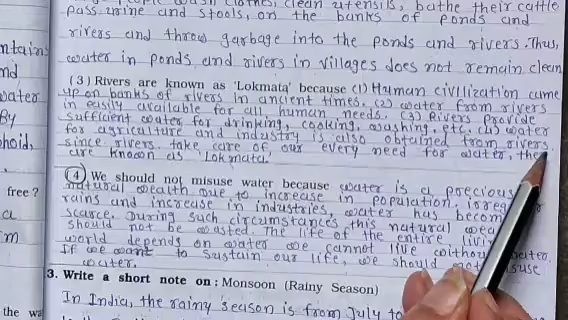 clothes, clean utensils, bathe their cattle
pass urine and stools, on the banks of ponds and
rivers and throw garbage into the ponds and rivers. Thus,
water in ponds and rivers in villages does not remain clean
(3) Rivers are known as 'Lokmata' because (1) Human civilization came
up on banks of rivers in ancient times. (2) water from rivers
in easily available for all human needs. (3) Rivers provide
sufficient water for drinking, cooking, washing, etc. (4) water
for agriculture and industry is also obtained from rivers.
since rivers take care of our every need for water, the
are known as 'Lokmata'
(4) We should not misuse water because water is a precious
natural wealth due to increase in population,
rains and increase in industries, water has becom
scarce. During such circumstances this natural wea
should not be wasted. The life of the entire livi
world depends on water we cannot live withou water.
If we want to sustain our life, we should not suse
water.
3. Write a short note on : Monsoon (Rainy Season)
In India, the rainy season is from July to
ntain
nd
water
By
hoid,
free ?
a
m
the wa